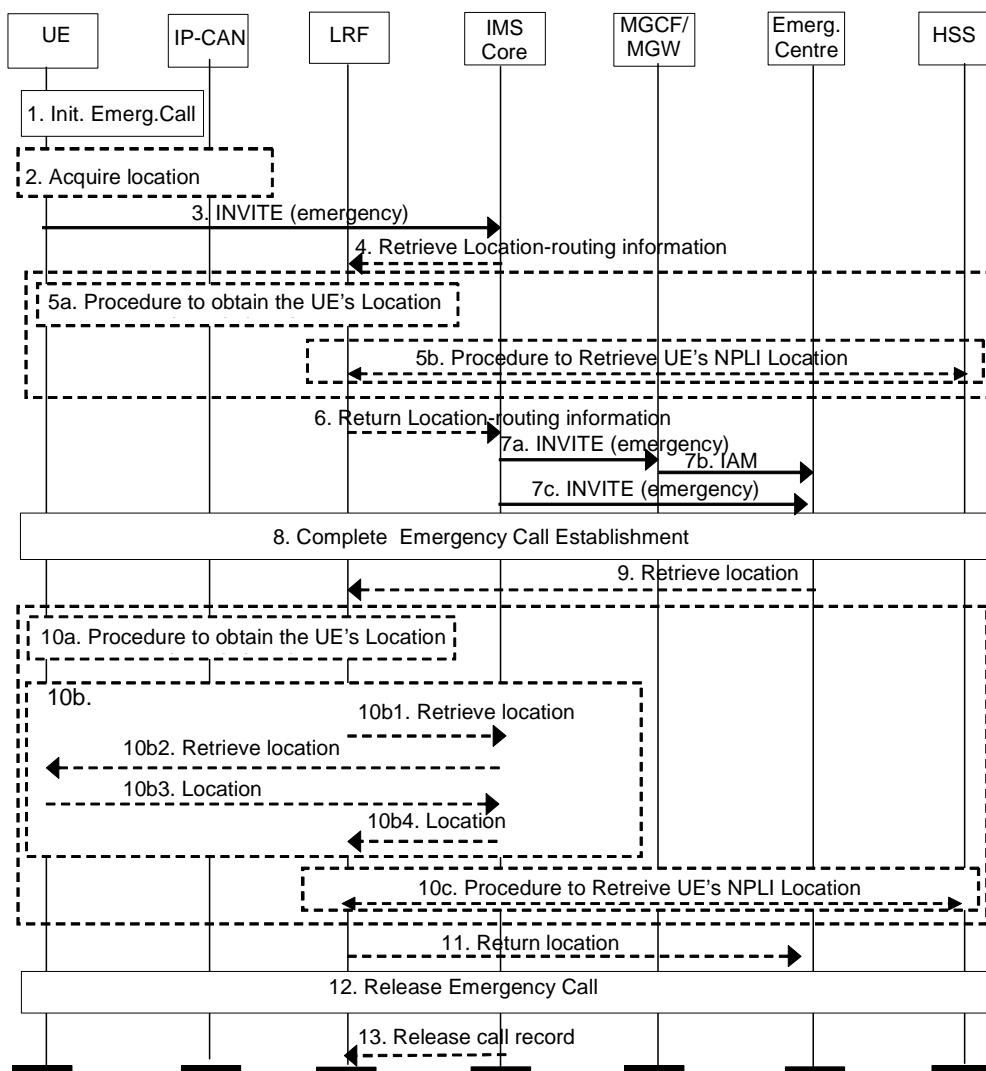 UE
IP-CAN
LRF
IMS
Core
MGCF/
MGW
Emerg.
Centre
HSS
1. Init. Emerg.Call
2. Acquire location
3. INVITE (emergency)
4. Retrieve Location-routing information
5a. Procedure to obtain the UE's Location
5b. Procedure to Retrieve UE's NPLI Location
6. Return Location-routing information
7a. INVITE (emergency)
7b. IAM
7c. INVITE (emergency)
8. Complete Emergency Call Establishment
9. Retrieve location
10a. Procedure to obtain the UE's Location
10b.
10b1. Retrieve location
10b2. Retrieve location
10b3. Location
10b4. Location
10c. Procedure to Retreive UE's NPLI Location
11. Return location
12. Release Emergency Call
13. Release call record